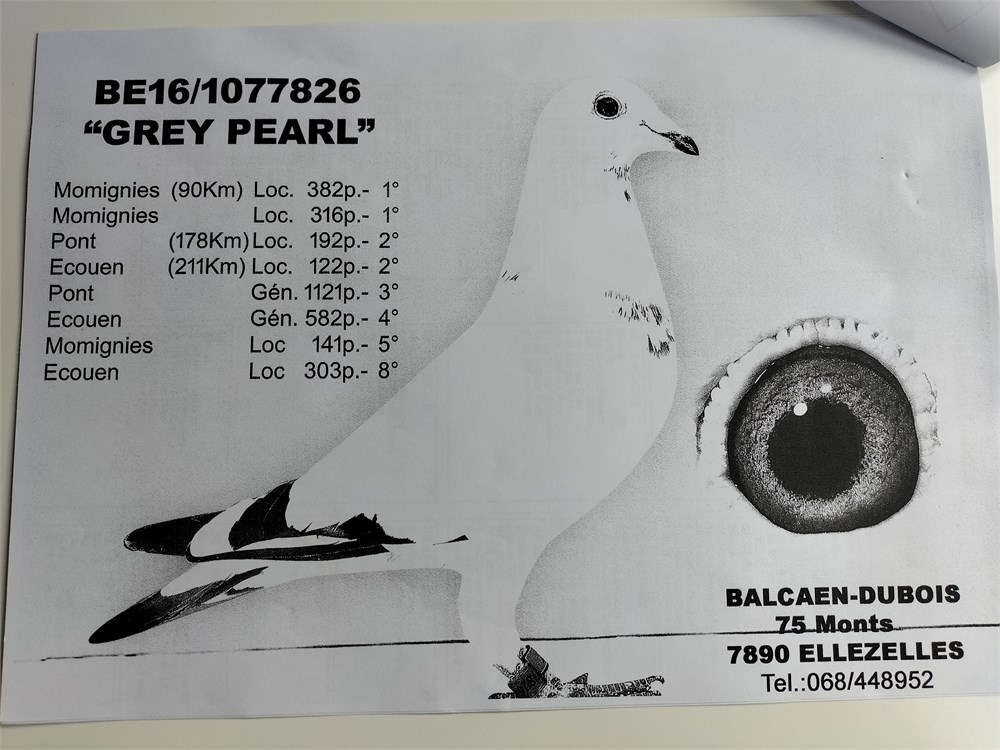 BE16/1077826
“GREY PEARL”
Momignies (90Km) Loc. 382p.- 1°
Momignies Loc. 316p.- 1°
Pont (178Km) Loc. 192p.- 2°
Ecouen (211Km) Loc. 122p.- 2°
Pont Gén. 1121p.- 3°
Ecouen Gén. 582p.- 4°
Momignies Loc 141p.- 5°
Ecouen Loc 303p.- 8°
BALCAEN-DUBOIS
75 Monts
7890 ELLEZELLES
Tel.:068/448952